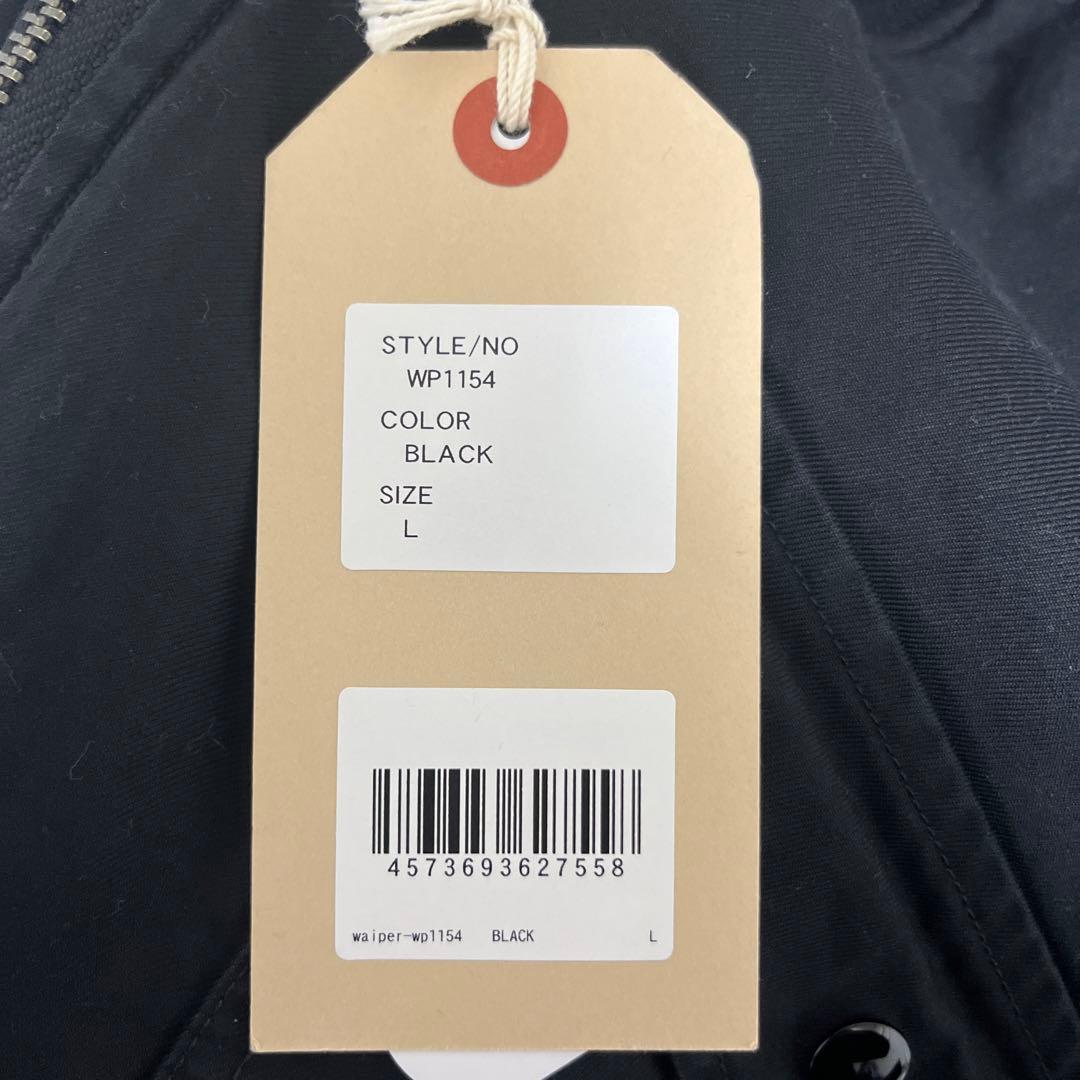 STYLE/NO
WP1154
COLOR
BLACK
SIZE
L
4573693627558
waiper-wp1154 BLACK L